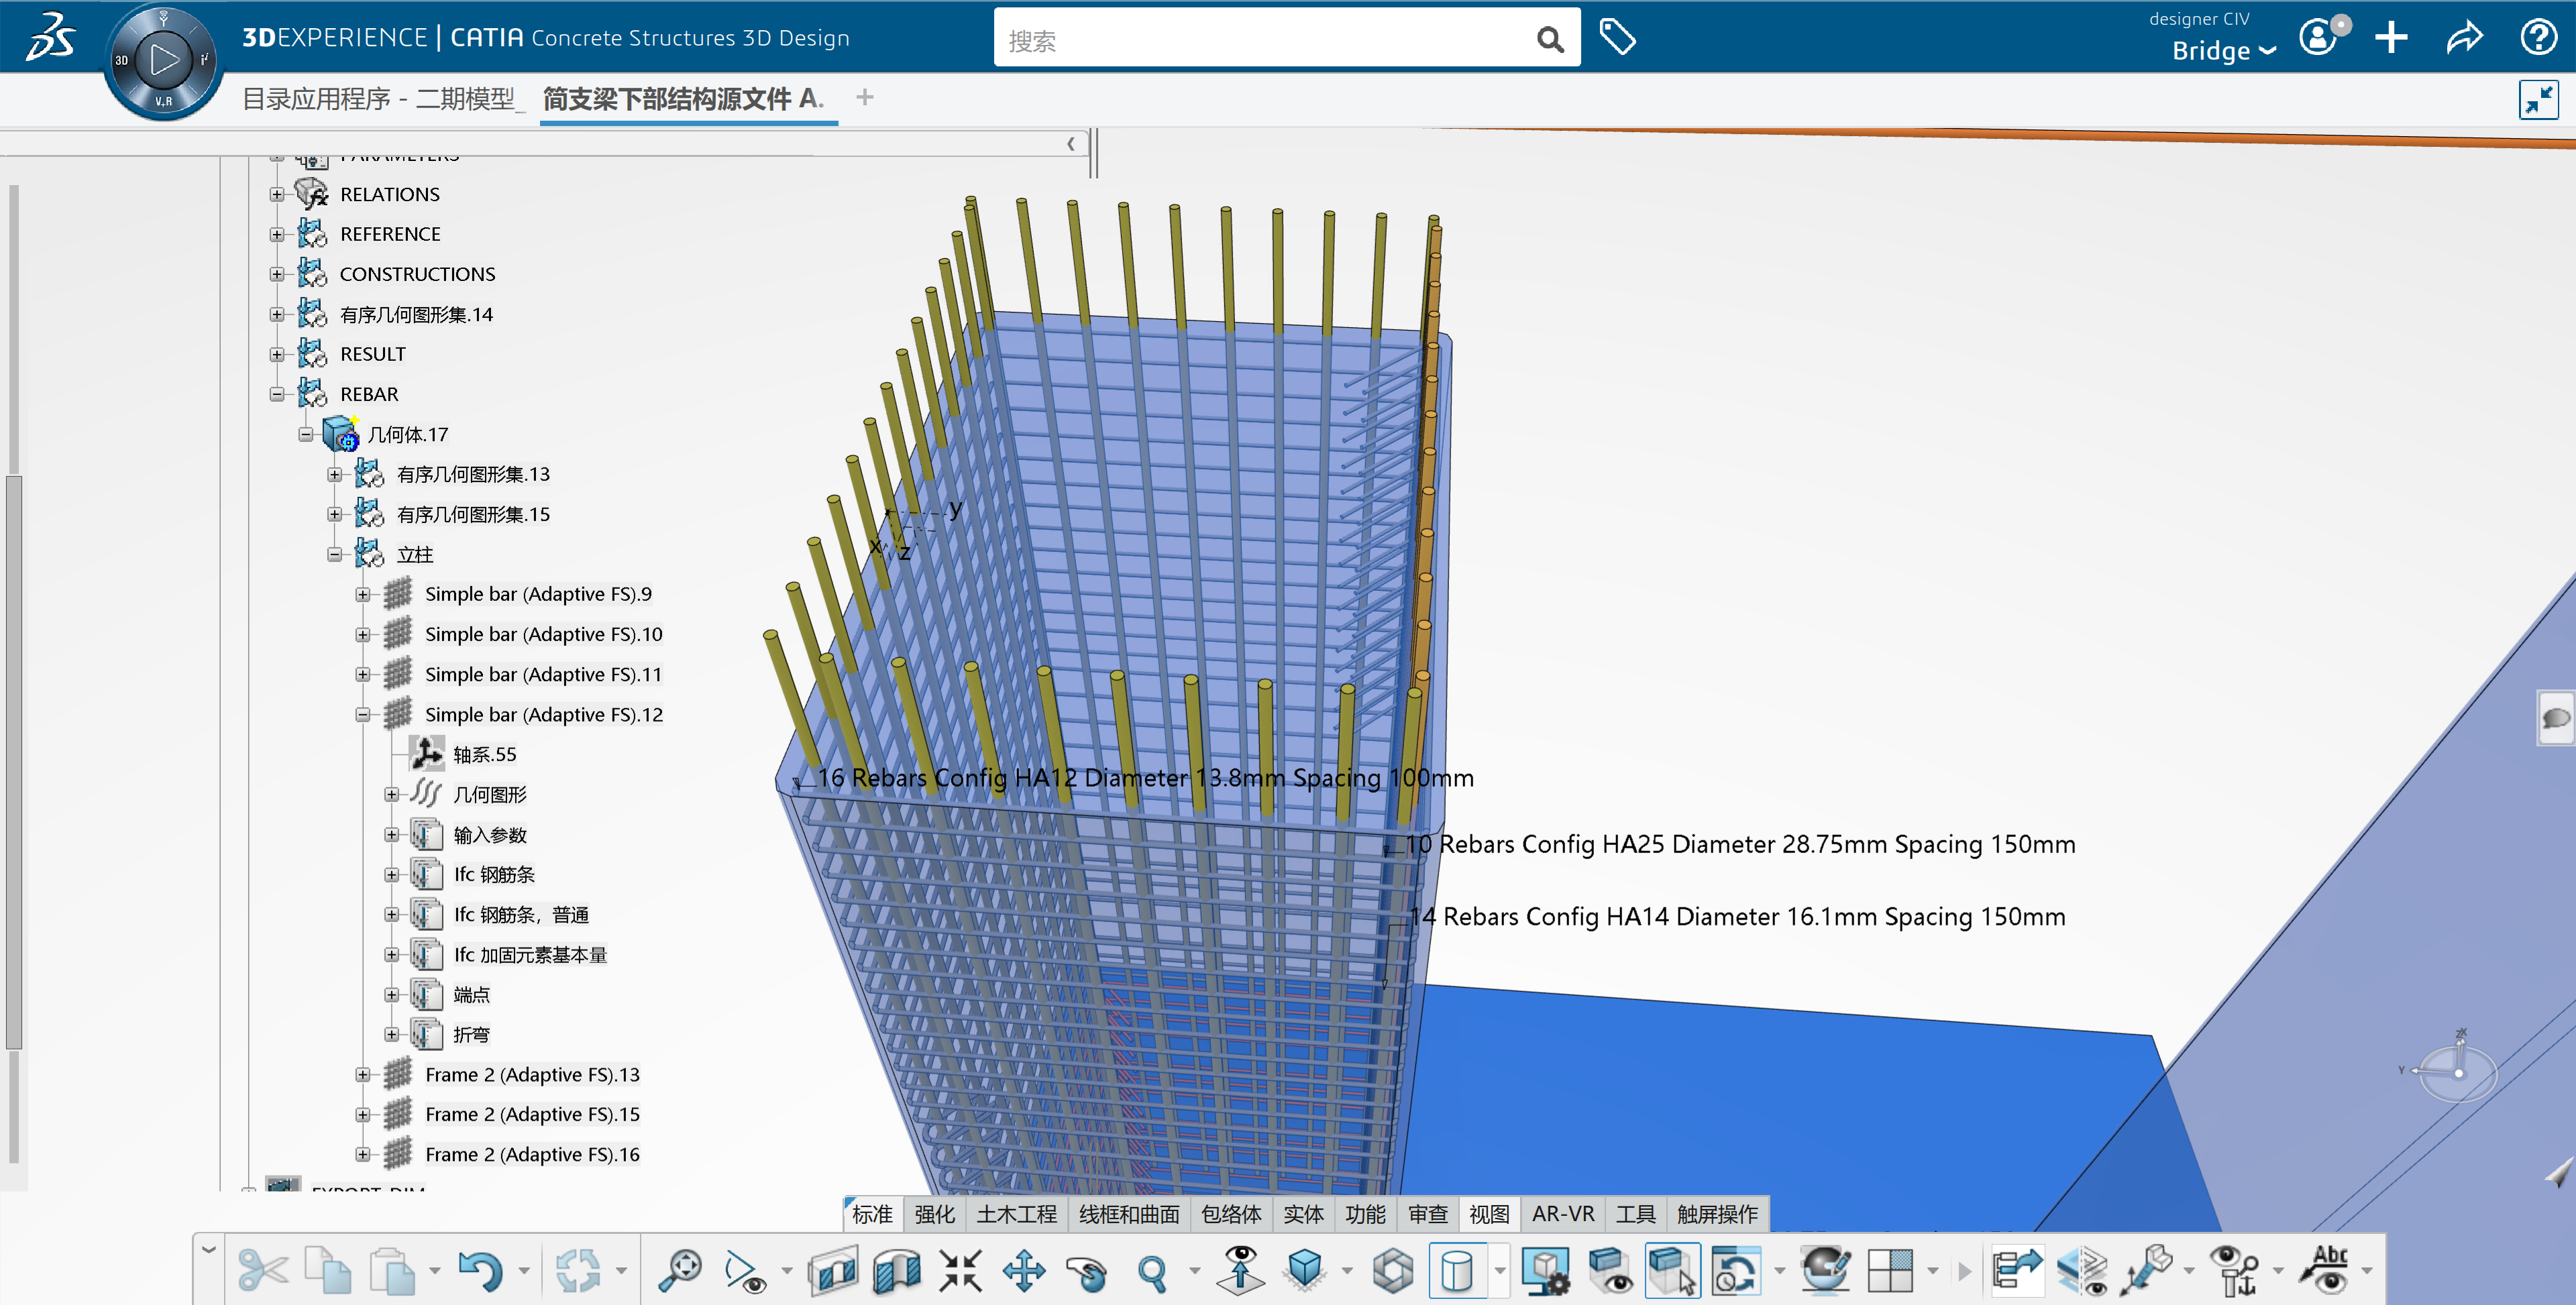 3DEXPERIENCE | CATIA Concrete Structures 3D Design
搜索
designer CIV
Bridge
3D
i²
V,R
目录应用程序 - 二期模型_
简支梁下部结构源文件 A.
PARAMETERS
RELATIONS
REFERENCE
CONSTRUCTIONS
有序几何图形集.14
RESULT
REBAR
几何体.17
有序几何图形集.13
有序几何图形集.15
立柱
Simple bar (Adaptive FS).9
Simple bar (Adaptive FS).10
Simple bar (Adaptive FS).11
Simple bar (Adaptive FS).12
轴系.55
几何图形
输入参数
Ifc 钢筋条
Ifc 钢筋条，普通
Ifc 加固元素基本量
端点
折弯
Frame 2 (Adaptive FS).13
Frame 2 (Adaptive FS).15
Frame 2 (Adaptive FS).16
EXPORT_DIM
y
x
z
16 Rebars Config HA12 Diameter 13.8mm Spacing 100mm
10 Rebars Config HA25 Diameter 28.75mm Spacing 150mm
14 Rebars Config HA14 Diameter 16.1mm Spacing 150mm
标准 强化 土木工程 线框和曲面 包络体 实体 功能 审查 视图 AR-VR 工具 触屏操作
Abc